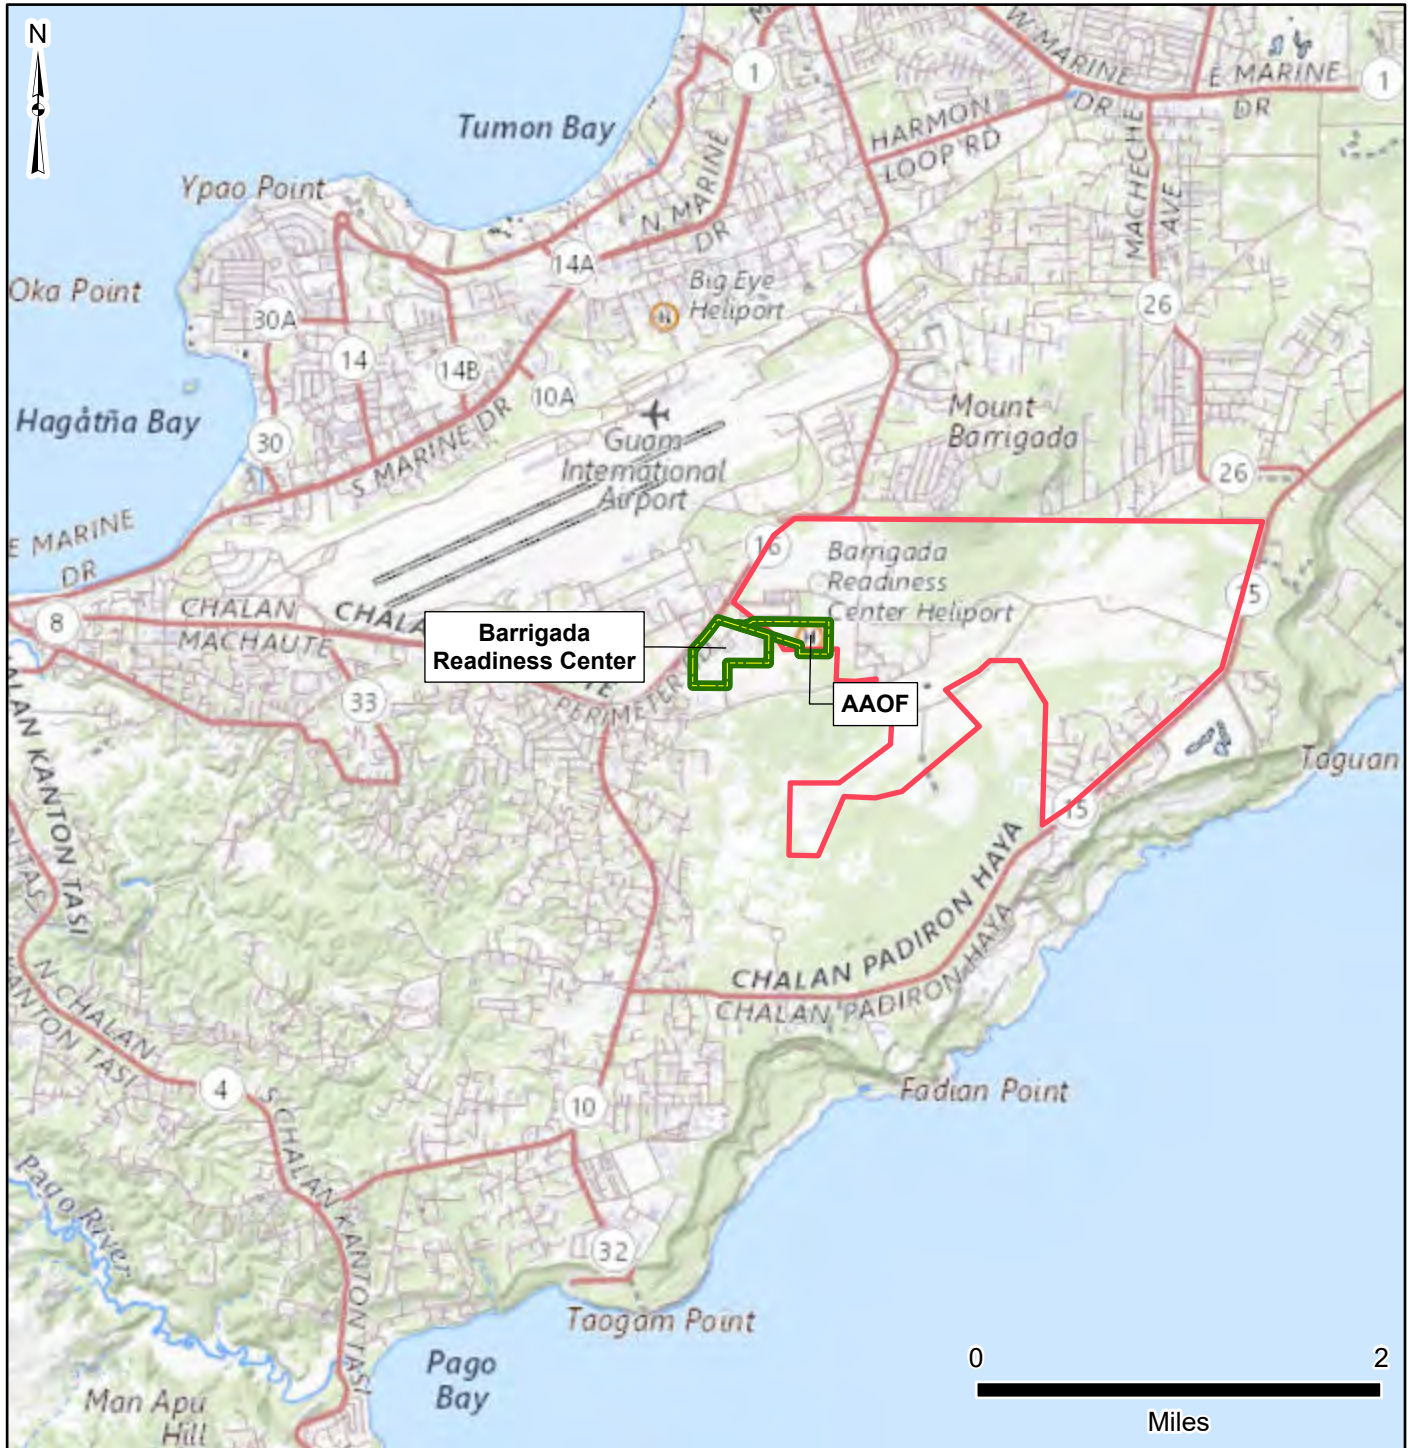 N
Tumon Bay
Ypao Point
Oka Point
Hagåtña Bay
1
W MARINE
DR
E MARINE
DR
1
HARMON
LOOP RD
MACHECHE
AVE
N MARINE
DR
14A
Big Eye
Heliport
30A
14
14B
10A
30
S MARINE DR
26
Mount
Barrigada
26
Guam
International
Airport
E MARINE
DR
8
CHALAN
MACHAUTE
16
Barrigada
Readiness
Center Heliport
15
Barrigada
Readiness Center
PERIMETER
AAOF
33
Taguan
15
KANTON TASI
CHALAN PADIRON HAYA
CHALAN PADIRON HAYA
N CHALAN
KANTON TASI
4
S CHALAN KANTON TASI
10
Fadian Point
Pago River
32
Taogam Point
Pago
Bay
Man Apu
Hill
0 2
Miles